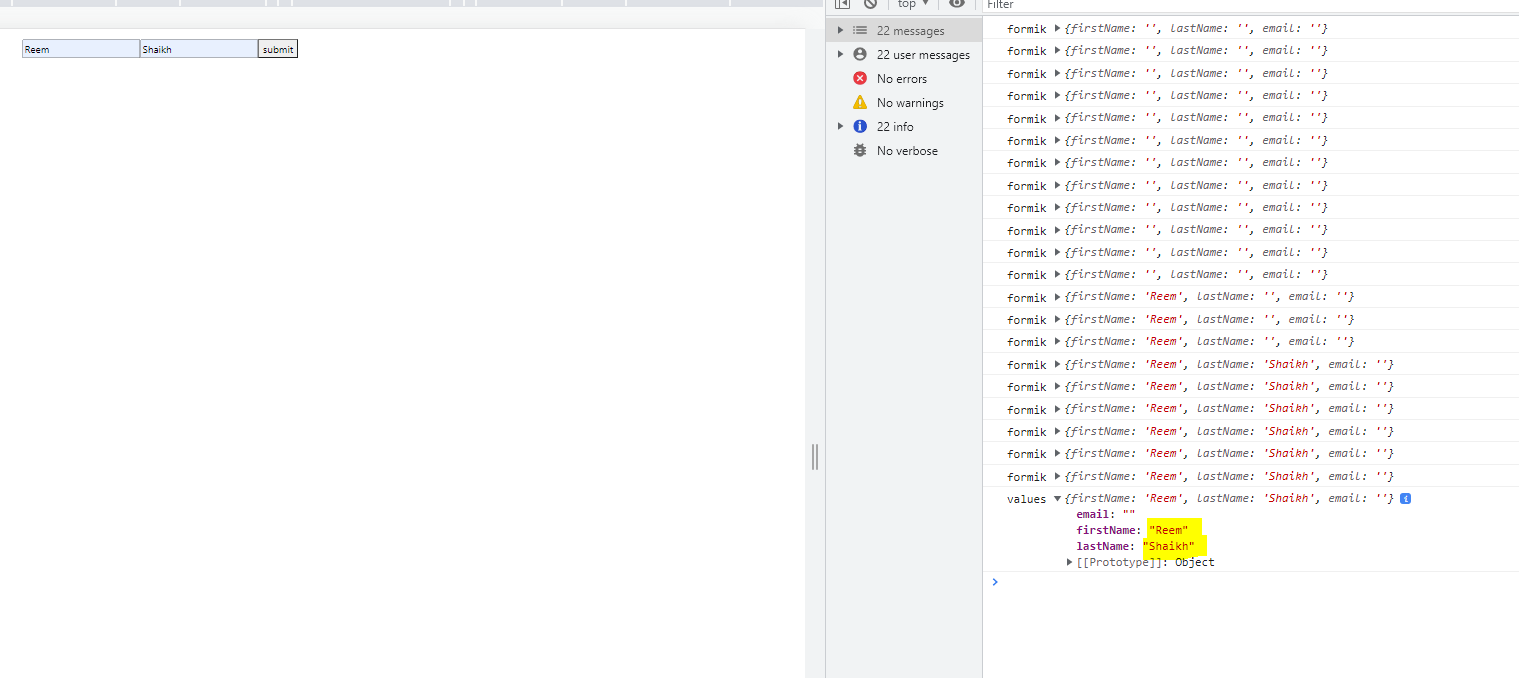 top ▼
Filter
Reem Shaikh submit
22 messages
22 user messages
No errors
No warnings
22 info
No verbose
formik ▶{firstName: '', lastName: '', email: ''}
formik ▶{firstName: '', lastName: '', email: ''}
formik ▶{firstName: '', lastName: '', email: ''}
formik ▶{firstName: '', lastName: '', email: ''}
formik ▶{firstName: '', lastName: '', email: ''}
formik ▶{firstName: '', lastName: '', email: ''}
formik ▶{firstName: '', lastName: '', email: ''}
formik ▶{firstName: '', lastName: '', email: ''}
formik ▶{firstName: '', lastName: '', email: ''}
formik ▶{firstName: '', lastName: '', email: ''}
formik ▶{firstName: '', lastName: '', email: ''}
formik ▶{firstName: '', lastName: '', email: ''}
formik ▶{firstName: 'Reem', lastName: '', email: ''}
formik ▶{firstName: 'Reem', lastName: '', email: ''}
formik ▶{firstName: 'Reem', lastName: '', email: ''}
formik ▶{firstName: 'Reem', lastName: 'Shaikh', email: ''}
formik ▶{firstName: 'Reem', lastName: 'Shaikh', email: ''}
formik ▶{firstName: 'Reem', lastName: 'Shaikh', email: ''}
formik ▶{firstName: 'Reem', lastName: 'Shaikh', email: ''}
formik ▶{firstName: 'Reem', lastName: 'Shaikh', email: ''}
formik ▶{firstName: 'Reem', lastName: 'Shaikh', email: ''}
values ▼{firstName: 'Reem', lastName: 'Shaikh', email: ''} i
email: ""
firstName: "Reem"
lastName: "Shaikh"
▶[[Prototype]]: Object